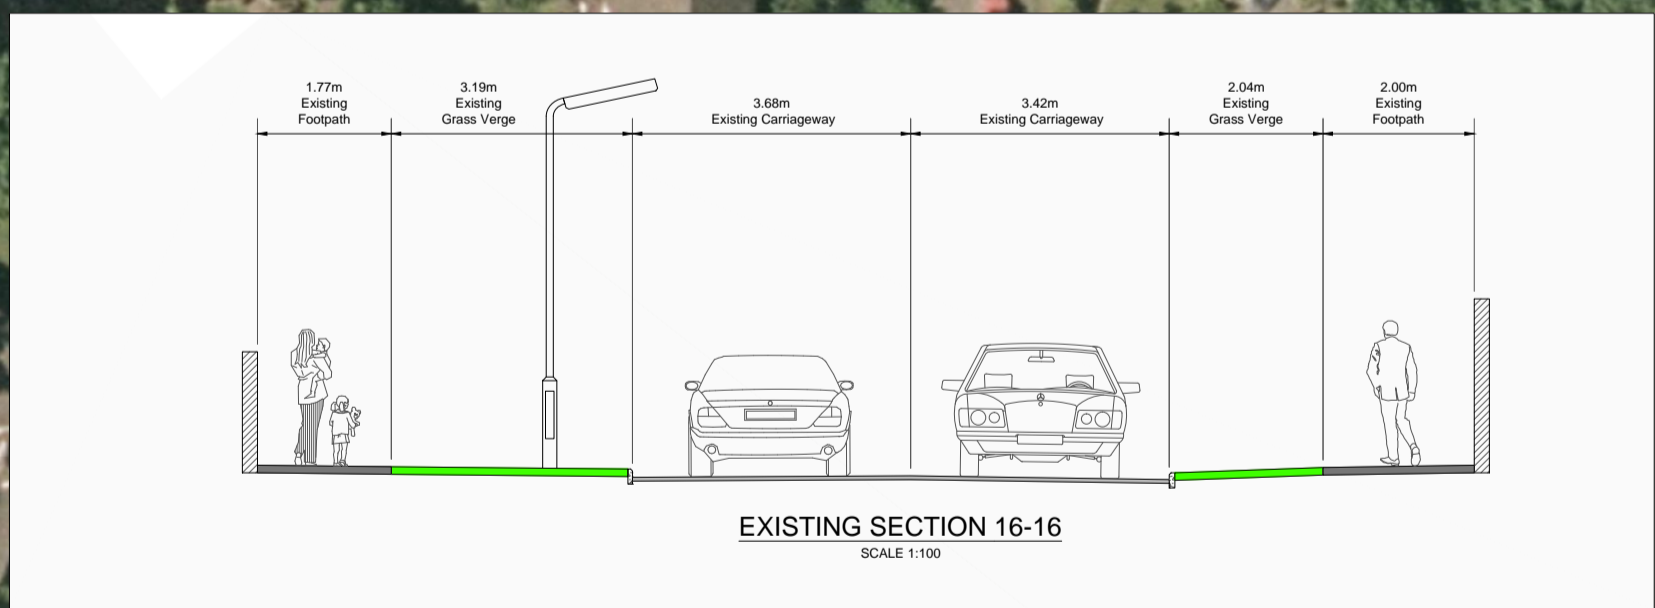 1.77m
Existing
Footpath
3.19m
Existing
Grass Verge
3.68m
Existing Carriageway
3.42m
Existing Carriageway
2.04m
Existing
Grass Verge
2.00m
Existing
Footpath
EXISTING SECTION 16-16
SCALE 1:100